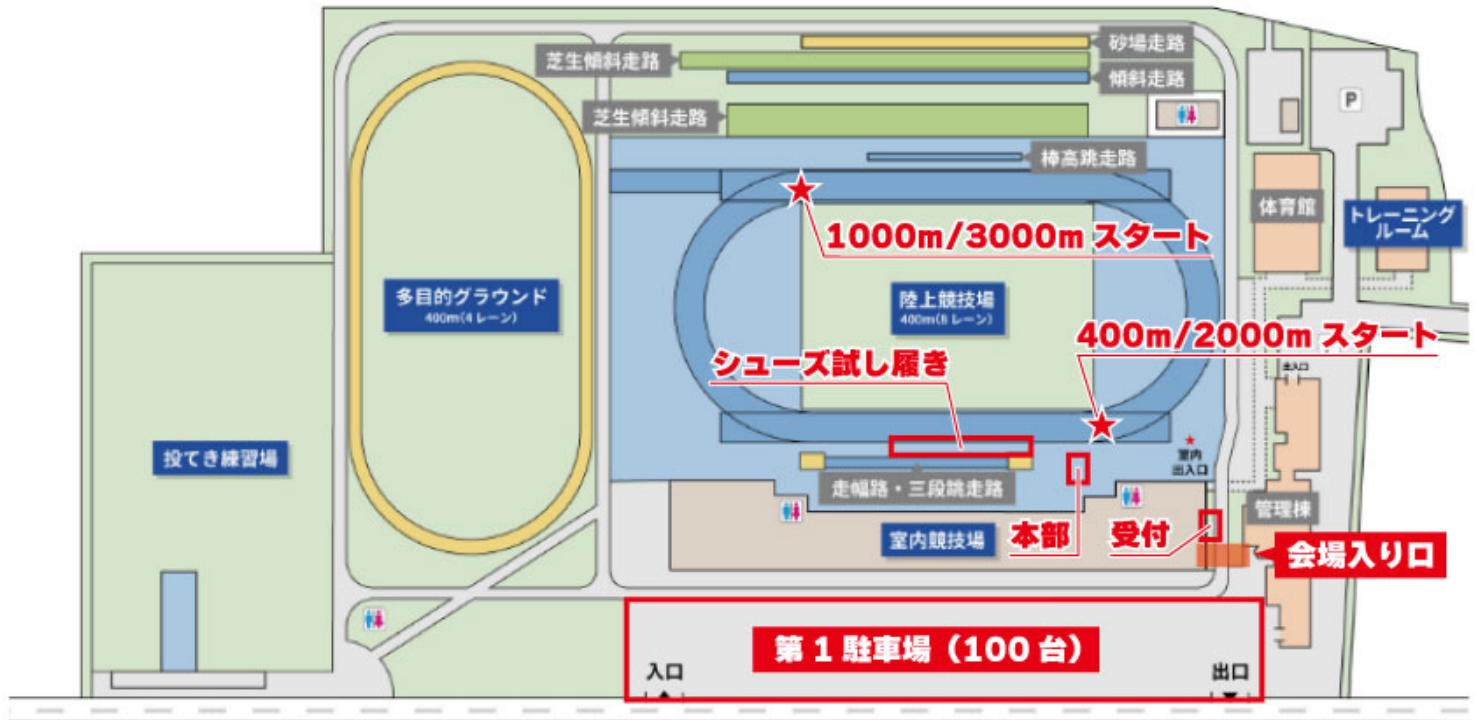 砂場走路
芝生傾斜走路
傾斜走路
P
芝生傾斜走路
棒高跳走路
体育館
トレーニング
ルーム
1000m/3000m スタート
多目的グラウンド
400m(4レーン)
陸上競技場
400m(8レーン)
400m/2000m スタート
シューズ試し履き
出入口
投てき練習場
室内
出入口
走幅路・三段跳走路
管理棟
室内競技場
本部
受付
会場入り口
第1駐車場(100台)
入口
出口